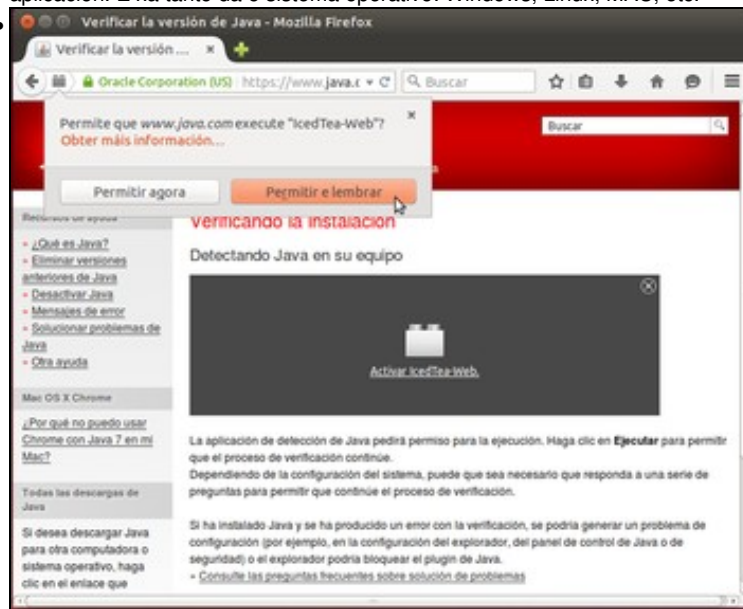 aplicación. E na tanto da o sistema operativo: Windows, Linux, MAC, etc.
Verificar la versión de Java - Mozilla Firefox
Verificar la versión ...
Oracle Corporation (US)
https://www.java.c
Buscar
Permite que www.java.com execute "IcedTea-Web"?
Obter máis información...
Buscar
Permitir agora
Permitir e lembrar
Recursos de ayuda
» ¿Qué es Java?
» Eliminar versiones
anteriores de Java
» Desactivar Java
» Mensajes de error
» Solucionar problemas de
Java
» Otra ayuda
Mac OS X Chrome
¿Por qué no puedo usar
Chrome con Java 7 en mi
Mac?
Todas las descargas de
Java
Si desea descargar Java
para otra computadora o
sistema operativo, haga
clic en el enlace que
Verificando la instalación
Detectando Java en su equipo
Activar IcedTea-Web.
La aplicación de detección de Java pedirá permiso para la ejecución. Haga clic en Ejecutar para permitir
que el proceso de verificación continúe.
Dependiendo de la configuración del sistema, puede que sea necesario que responda a una serie de
preguntas para permitir que continúe el proceso de verificación.
Si ha instalado Java y se ha producido un error con la verificación, se podría generar un problema de
configuración (por ejemplo, en la configuración del explorador, del panel de control de Java o de
seguridad) o el explorador podría bloquear el plugin de Java.
» Consulte las preguntas frecuentes sobre solución de problemas